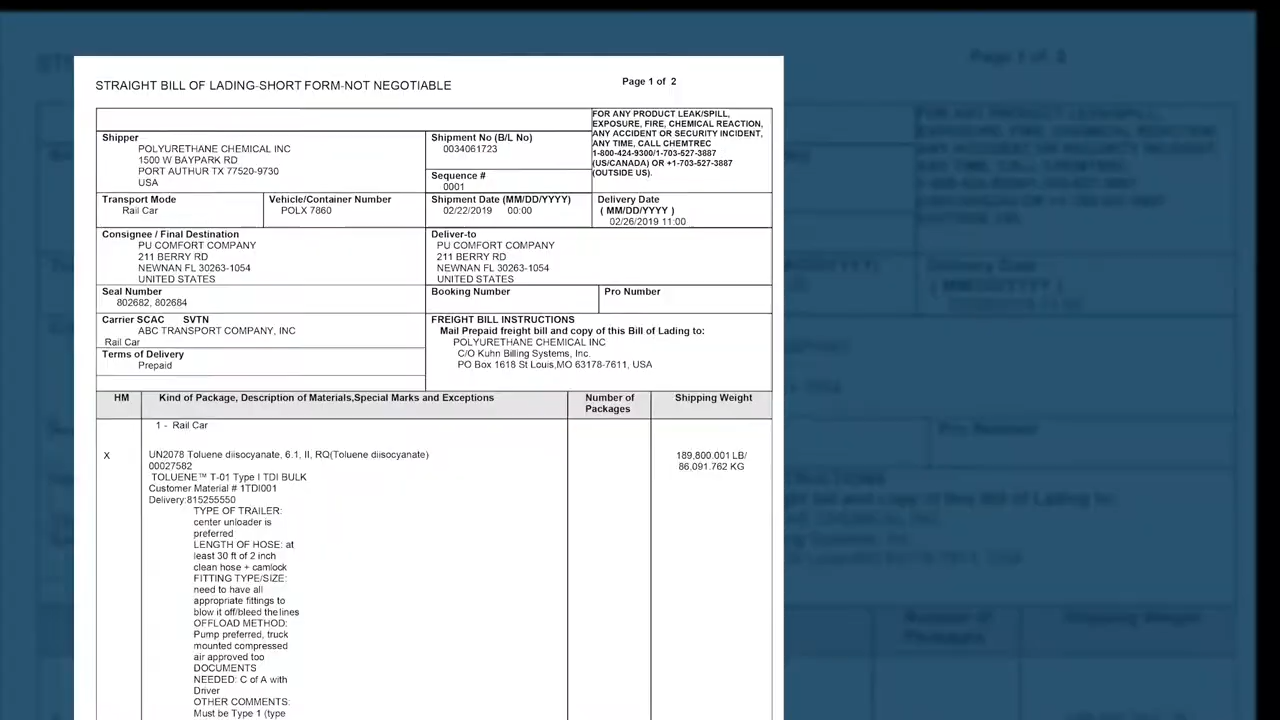 STRAIGHT BILL OF LADING-SHORT FORM-NOT NEGOTIABLE
Page 1 of 2
FOR ANY PRODUCT LEAK/SPILL,
EXPOSURE, FIRE, CHEMICAL REACTION,
ANY ACCIDENT OR SECURITY INCIDENT,
ANY TIME, CALL CHEMTREC
1-800-424-9300/1-703-527-3887
(US/CANADA) OR +1-703-527-3887
(OUTSIDE US).
Shipper
POLYURETHANE CHEMICAL INC
1500 W BAYPARK RD
PORT AUTHUR TX 77520-9730
USA
Shipment No (B/L No)
0034061723
Sequence #
0001
Transport Mode
Rail Car
Vehicle/Container Number
POLX 7860
Shipment Date (MM/DD/YYYY)
02/22/2019 00:00
Delivery Date
( MM/DD/YYYY )
02/26/2019 11:00
Consignee / Final Destination
PU COMFORT COMPANY
211 BERRY RD
NEWNAN FL 30263-1054
UNITED STATES
Deliver-to
PU COMFORT COMPANY
211 BERRY RD
NEWNAN FL 30263-1054
UNITED STATES
Seal Number
802682, 802684
Booking Number
Pro Number
Carrier SCAC SVTN
ABC TRANSPORT COMPANY, INC
Rail Car
Terms of Delivery
Prepaid
FREIGHT BILL INSTRUCTIONS
Mail Prepaid freight bill and copy of this Bill of Lading to:
POLYURETHANE CHEMICAL INC
C/O Kuhn Billing Systems, Inc.
PO Box 1618 St Louis,MO 63178-7611, USA
HM
Kind of Package, Description of Materials,Special Marks and Exceptions
Number of
Packages
Shipping Weight
1 - Rail Car
X
UN2078 Toluene diisocyanate, 6.1, II, RQ(Toluene diisocyanate)
189,800.001 LB/
86,091.762 KG
00027582
TOLUENE™ T-01 Type I TDI BULK
Customer Material # 1TDI001
Delivery:815255550
TYPE OF TRAILER:
center unloader is
preferred
LENGTH OF HOSE: at
least 30 ft of 2 inch
clean hose + camlock
FITTING TYPE/SIZE:
need to have all
appropriate fittings to
blow it off/bleed the lines
OFFLOAD METHOD:
Pump preferred, truck
mounted compressed
air approved too
DOCUMENTS
NEEDED: C of A with
Driver
OTHER COMMENTS:
Must be Type 1 (type